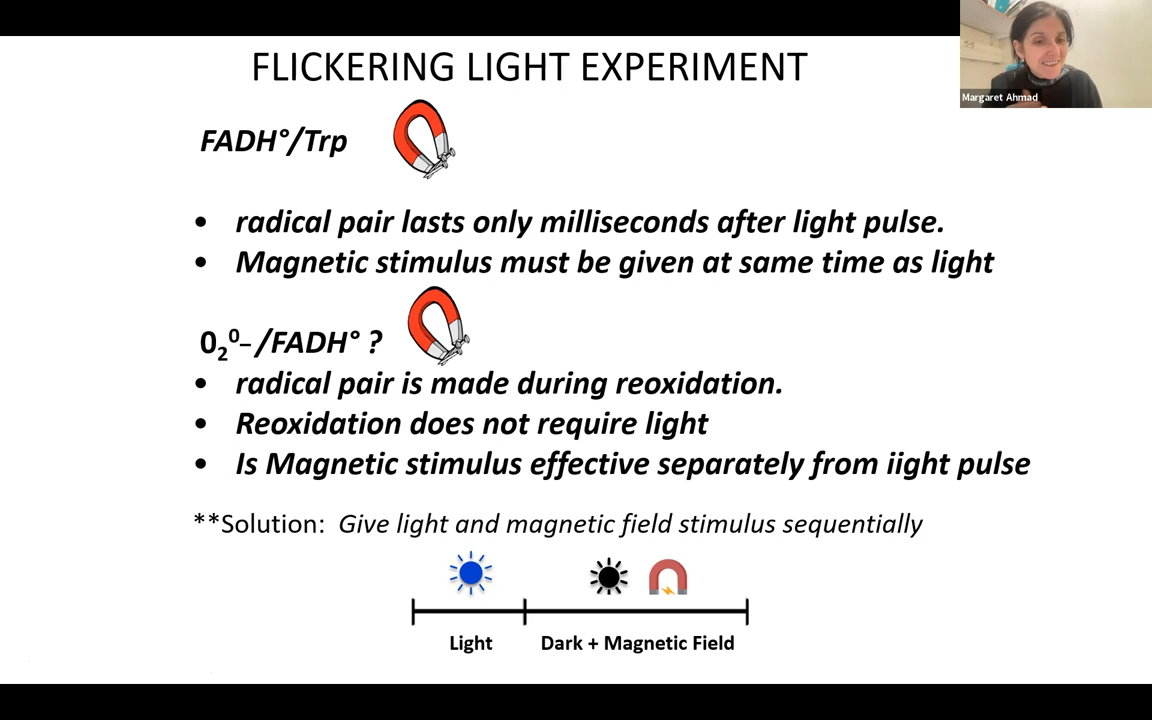 FLICKERING LIGHT EXPERIMENT
Margaret Ahmad
FADH°/Trp
• radical pair lasts only milliseconds after light pulse.
• Magnetic stimulus must be given at same time as light
0₂⁰–/FADH° ?
• radical pair is made during reoxidation.
• Reoxidation does not require light
• Is Magnetic stimulus effective separately from iight pulse
**Solution: Give light and magnetic field stimulus sequentially
Light
Dark + Magnetic Field